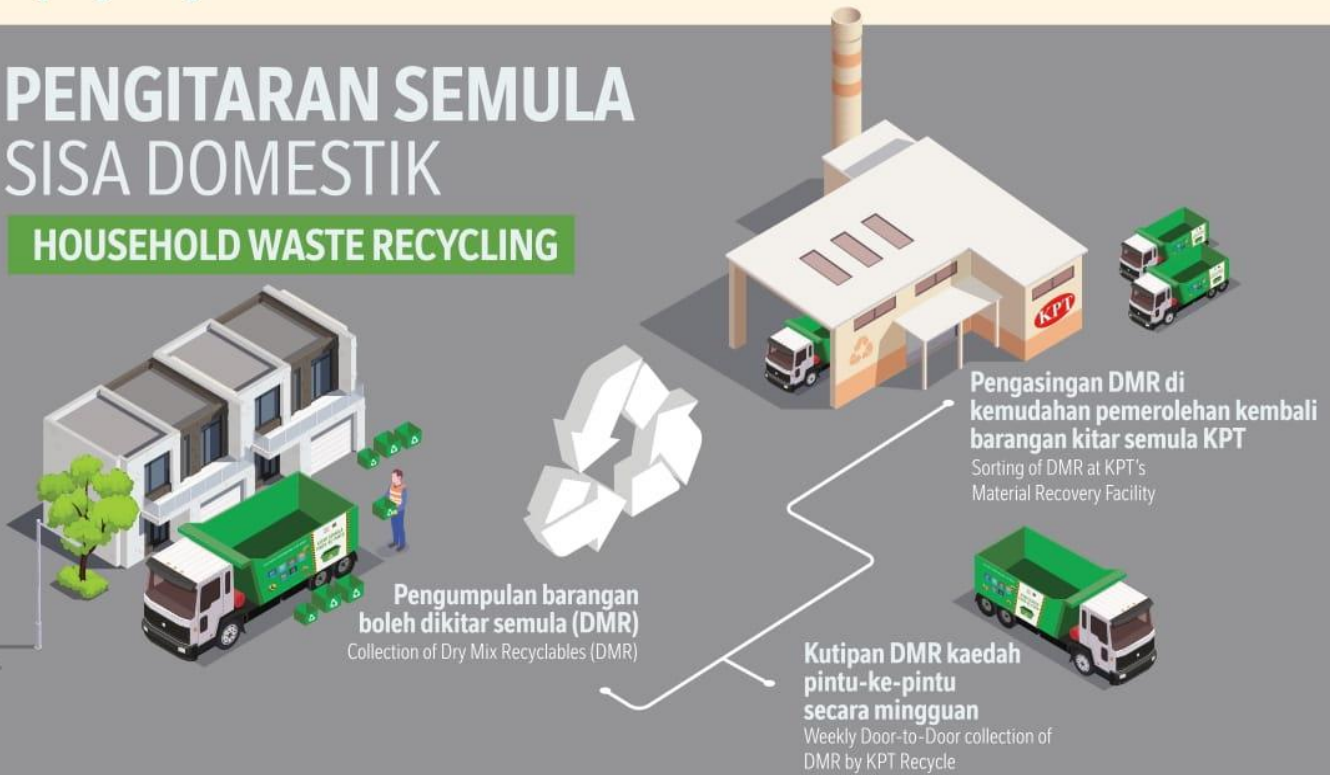 PENGITARAN SEMULA
SISA DOMESTIK
HOUSEHOLD WASTE RECYCLING
KPT
Pengasingan DMR di
kemudahan pemerolehan kembali
barangan kitar semula KPT
Sorting of DMR at KPT's
Material Recovery Facility
Pengumpulan barangan
boleh dikitar semula (DMR)
Collection of Dry Mix Recyclables (DMR)
Kutipan DMR kaedah
pintu-ke-pintu
secara mingguan
Weekly Door-to-Door collection of
DMR by KPT Recycle